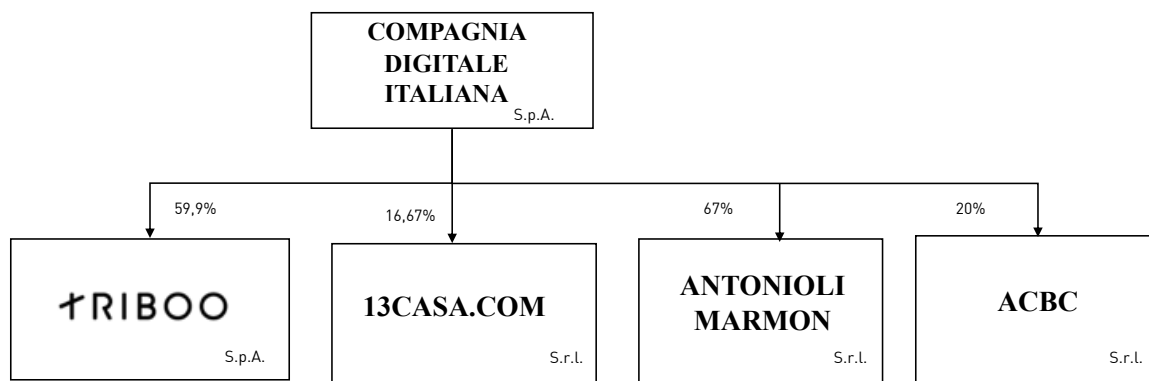 COMPAGNIA
DIGITALE
ITALIANA
S.p.A.
59,9%
16,67%
67%
20%
TRIBOO
S.p.A.
13CASA.COM
S.r.l.
ANTONIOLI
MARMON
S.r.l.
ACBC
S.r.l.